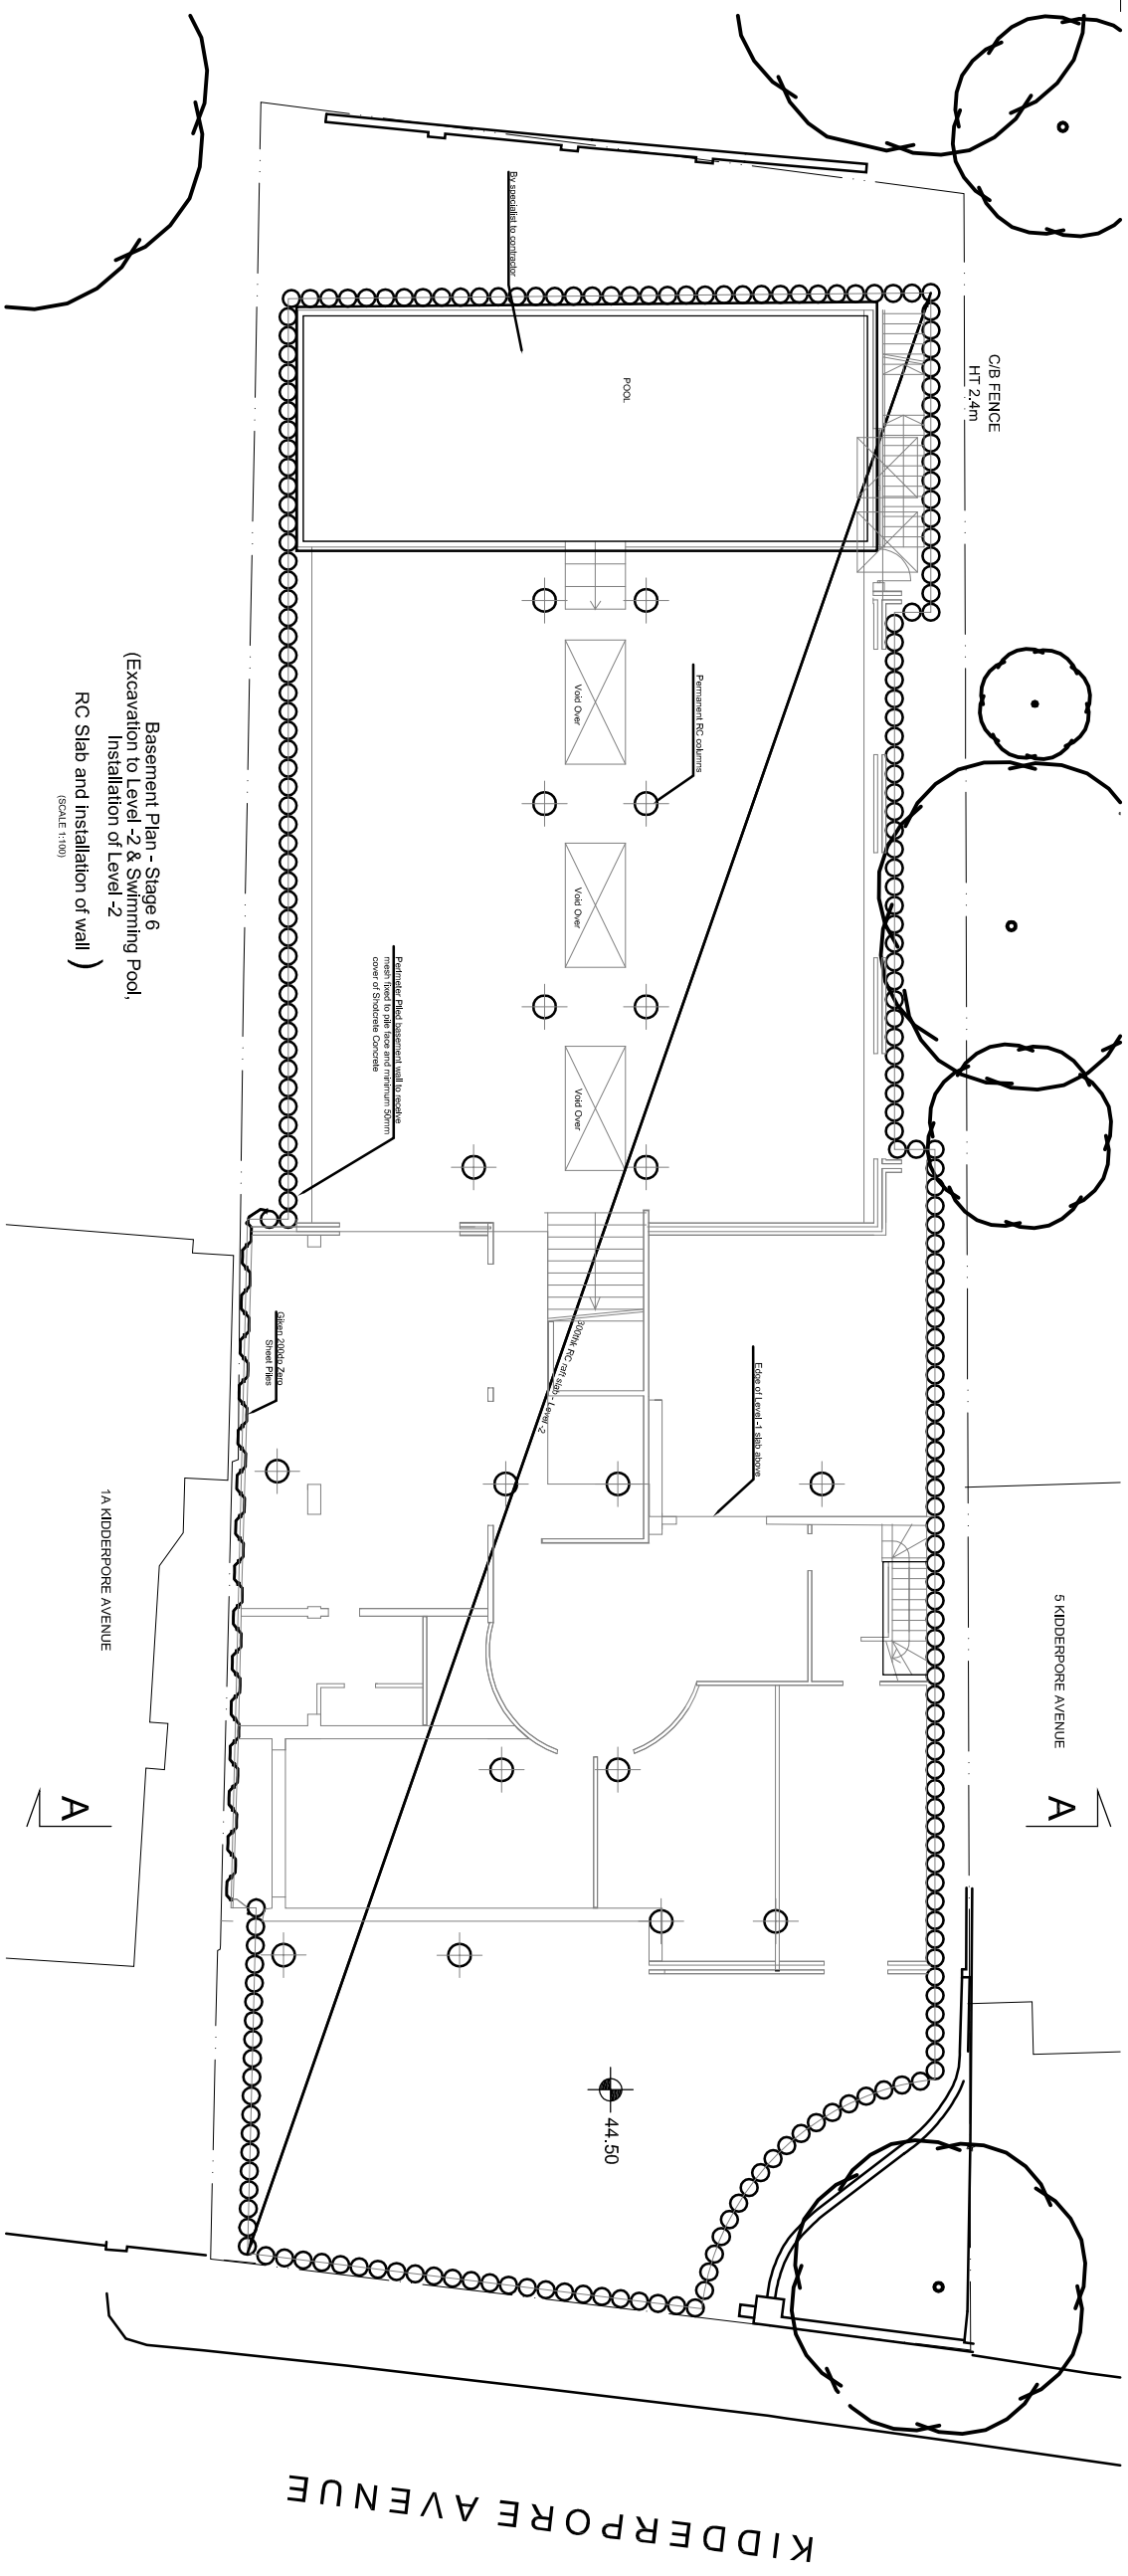 C/B FENCE
HT 2.4m
By specialist to contractor
POOL
Permanent RC columns
Void Over
Void Over
Void Over
Perimeter Piled basement wall to receive
mesh fixed to pile face and minimum 50mm
cover of Shotcrete Concrete
Basement Plan - Stage 6
(Excavation to Level -2 & Swimming Pool,
Installation of Level -2
RC Slab and installation of wall )
(SCALE 1:100)
Giken 200dp Zero
Sheet Piles
300thk RC raft slab - Level -2
Edge of Level -1 slab above
1A KIDDERPORE AVENUE
5 KIDDERPORE AVENUE
A
A
44.50
KIDDERPORE AVENUE